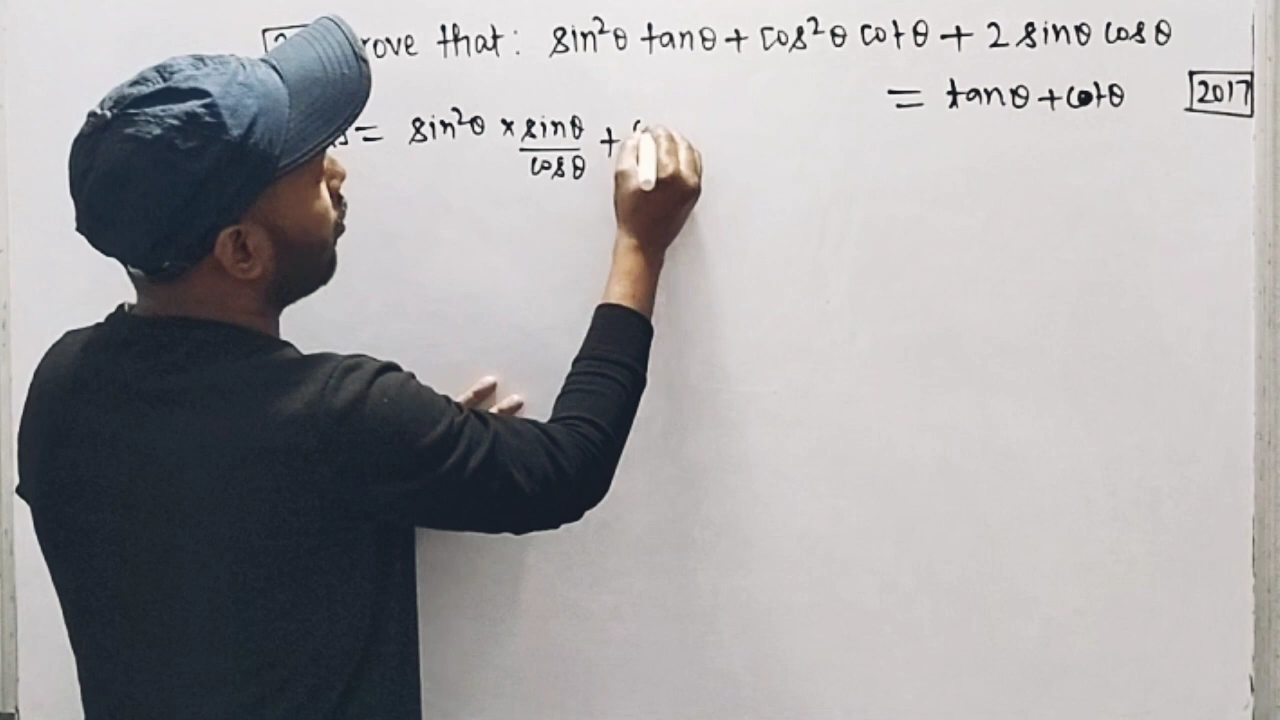 rove that: sin²θ tanθ + cos²θ cotθ + 2 sinθ cosθ
= tanθ + cotθ 2017
= sin²θ × sinθ/cosθ +